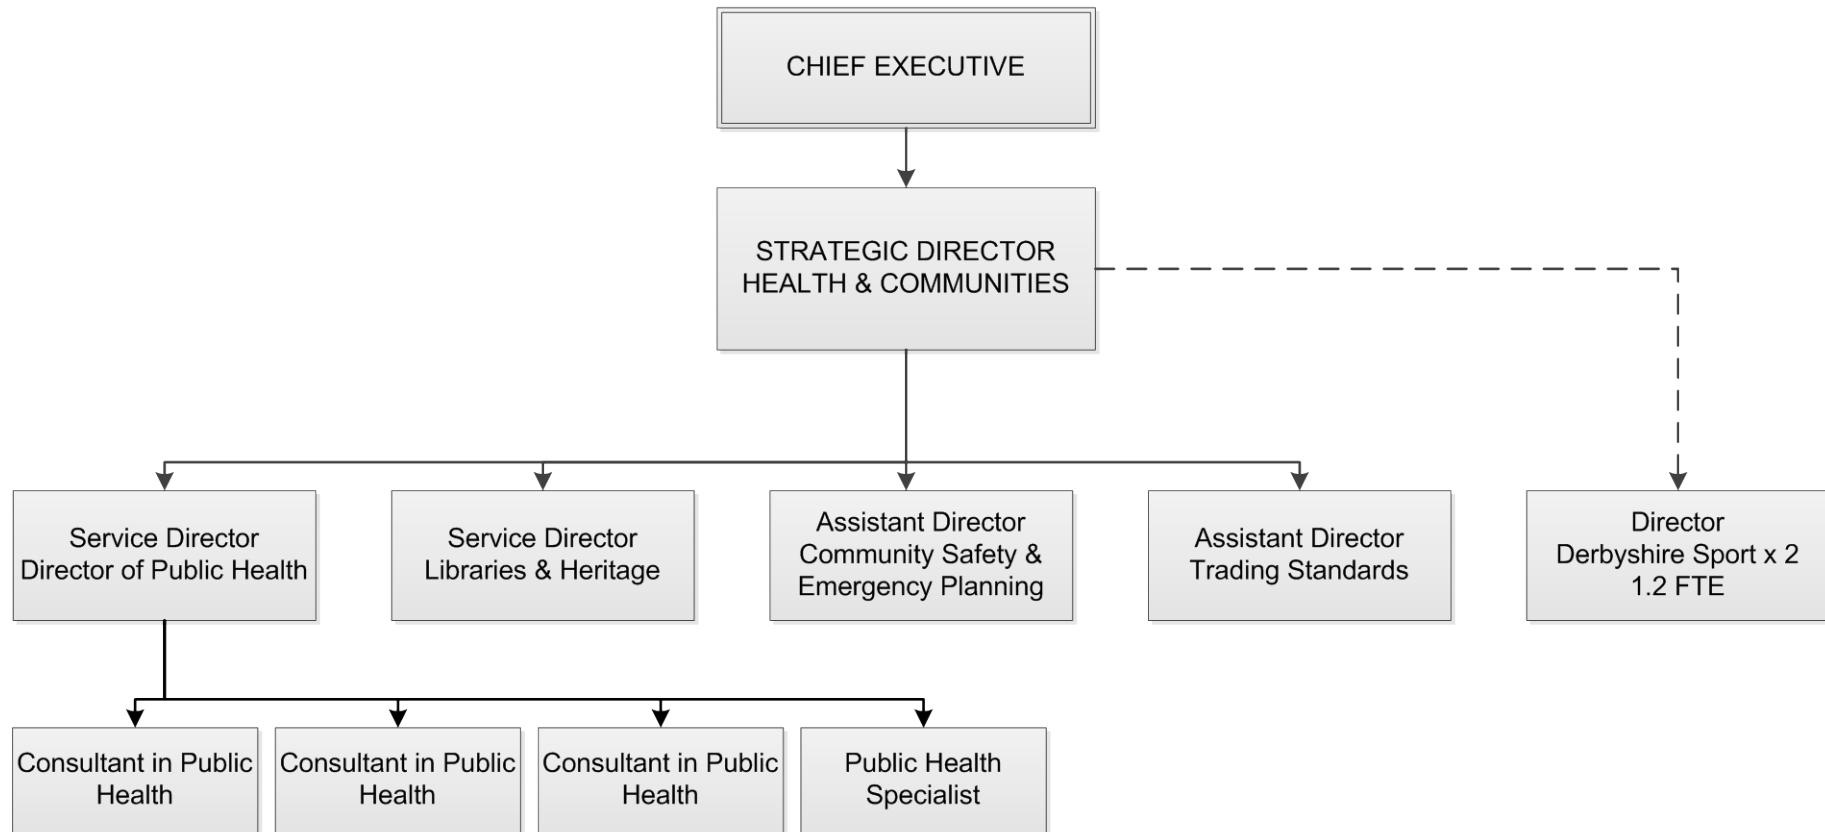 CHIEF EXECUTIVE
STRATEGIC DIRECTOR
HEALTH & COMMUNITIES
Service Director
Director of Public Health
Service Director
Libraries & Heritage
Assistant Director
Community Safety &
Emergency Planning
Assistant Director
Trading Standards
Director
Derbyshire Sport x 2
1.2 FTE
Consultant in Public
Health
Consultant in Public
Health
Consultant in Public
Health
Public Health
Specialist